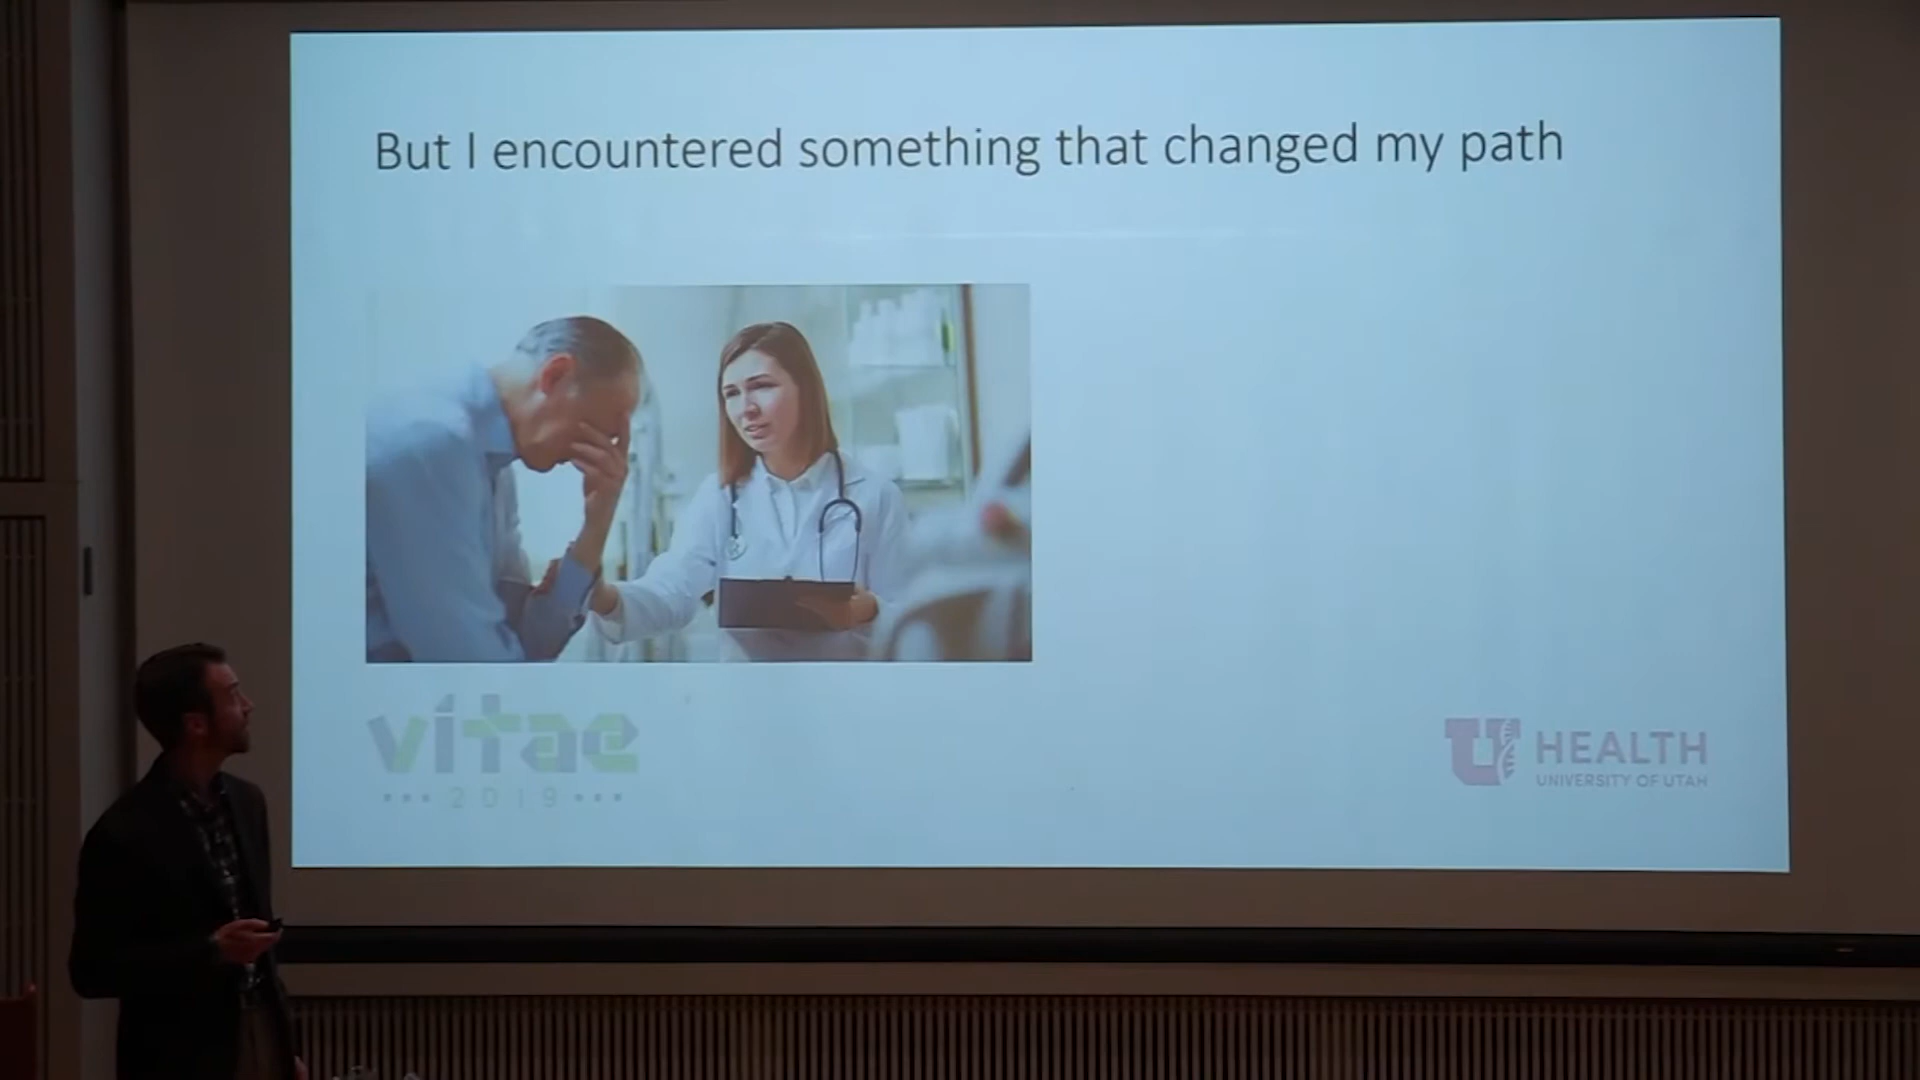 But I encountered something that changed my path
vitae
2019
U HEALTH
UNIVERSITY OF UTAH